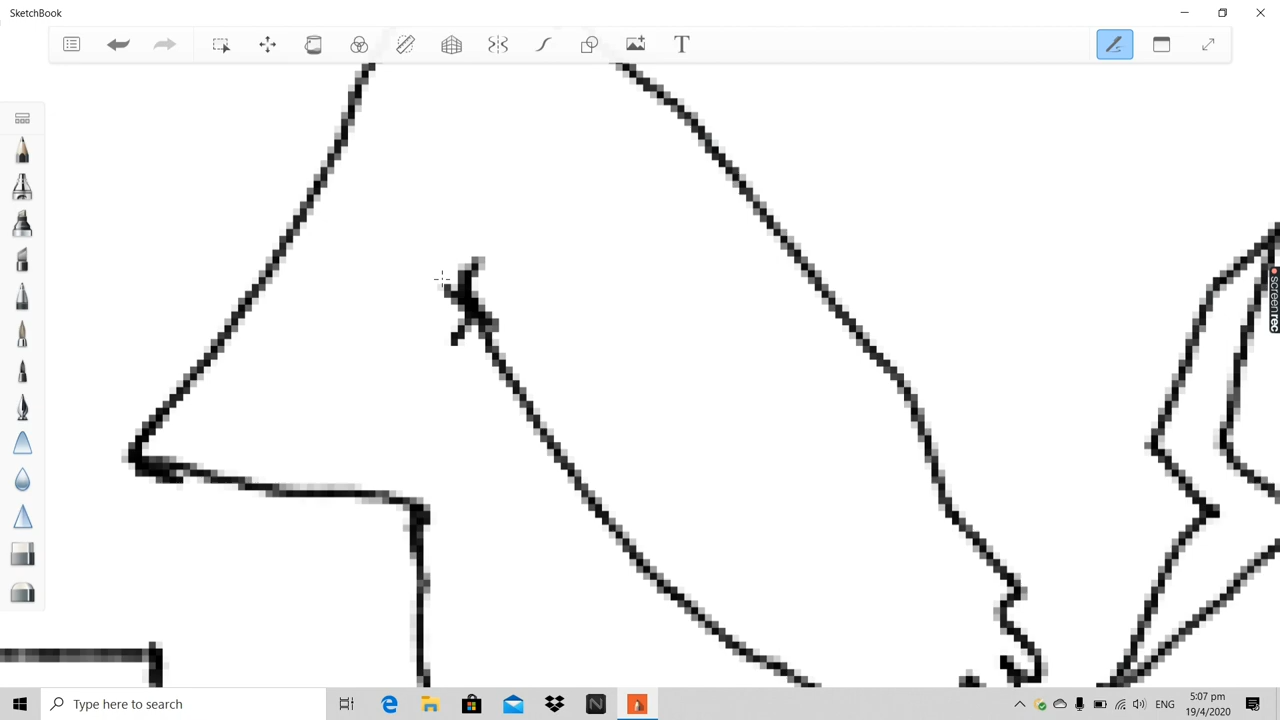 SketchBook
T
Screenrec
N
Type here to search
ENG
5:07 pm
19/4/2020